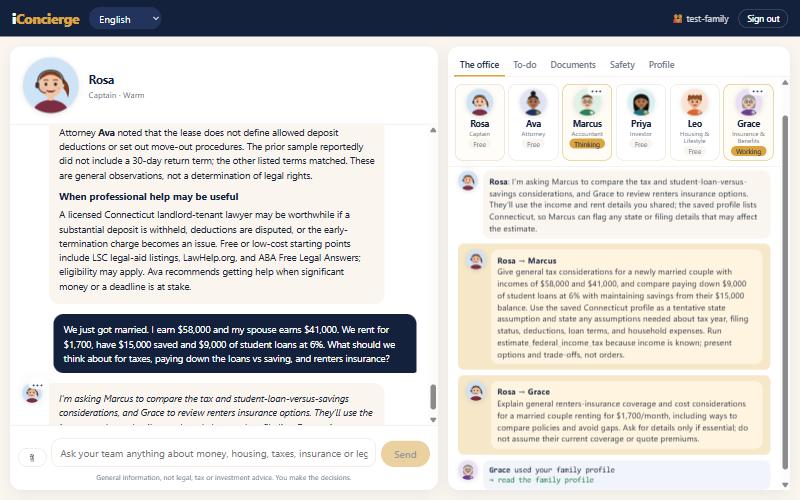 iConcierge
English
test-family
Sign out
Rosa
Captain · Warm
Attorney Ava noted that the lease does not define allowed deposit
deductions or set out move-out procedures. The prior sample reportedly
did not include a 30-day return term; the other listed terms matched. These
are general observations, not a determination of legal rights.
When professional help may be useful
A licensed Connecticut landlord-tenant lawyer may be worthwhile if a
substantial deposit is withheld, deductions are disputed, or the early-
termination charge becomes an issue. Free or low-cost starting points
include LSC legal-aid listings, LawHelp.org, and ABA Free Legal Answers;
eligibility may apply. Ava recommends getting help when significant
money or a deadline is at stake.
We just got married. I earn $58,000 and my spouse earns $41,000. We rent for
$1,700, have $15,000 saved and $9,000 of student loans at 6%. What should we
think about for taxes, paying down the loans vs saving, and renters insurance?
I'm asking Marcus to compare the tax and student-loan-versus-savings
considerations, and Grace to review renters insurance options. They'll use the
Ask your team anything about money, housing, taxes, insurance or leg
Send
General information, not legal, tax or investment advice. You make the decisions.
The office
To-do
Documents
Safety
Profile
Rosa
Captain
Free
Ava
Attorney
Free
Marcus
Accountant
Thinking
Priya
Investor
Free
Leo
Housing &
Lifestyle
Free
Grace
Insurance &
Benefits
Working
Rosa: I'm asking Marcus to compare the tax and student-loan-versus-
savings considerations, and Grace to review renters insurance options.
They'll use the income and rent details you shared; the saved profile lists
Connecticut, so Marcus can flag any state or filing details that may affect
the estimate.
Rosa → Marcus
Give general tax considerations for a newly married couple with
incomes of $58,000 and $41,000, and compare paying down $9,000
of student loans at 6% with maintaining savings from their $15,000
balance. Use the saved Connecticut profile as a tentative state
assumption and state any assumptions needed about tax year, filing
status, deductions, loan terms, and household expenses. Run
estimate_federal_income_tax because income is known; present
options and trade-offs, not orders.
Rosa → Grace
Explain general renters-insurance coverage and cost considerations
for a married couple renting for $1,700/month, including ways to
compare policies and avoid gaps. Ask for details only if essential; do
not assume their current coverage or quote premiums.
Grace used your family profile
→ read the family profile